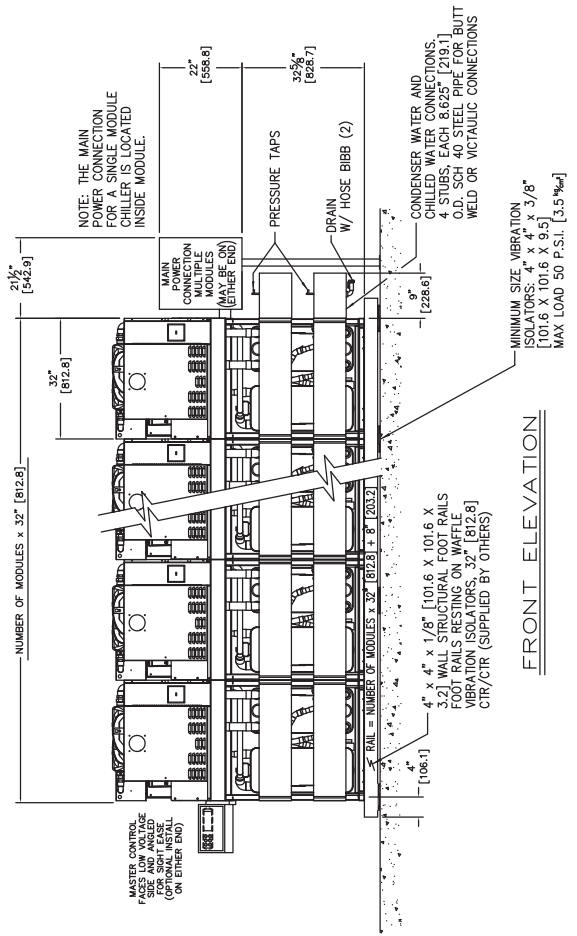 NUMBER OF MODULES x 32" [812.8]
32"
[812.8]
21½"
[542.9]
NOTE: THE MAIN
POWER CONNECTION
FOR A SINGLE MODULE
CHILLER IS LOCATED
INSIDE MODULE.
MASTER CONTROL
FACES LOW VOLTAGE
SIDE AND ANGLED
FOR SIGHT EASE
(OPTIONAL INSTALL
ON EITHER END)
MAIN
POWER
CONNECTION
MULTIPLE
MODULES
(MAY BE ON
EITHER END)
22"
[558.8]
32⅝"
[828.7]
PRESSURE TAPS
DRAIN
W/ HOSE BIBB (2)
RAIL = NUMBER OF MODULES x 32" [812.8] + 8" [203.2]
9"
[228.6]
4"
[106.1]
CONDENSER WATER AND
CHILLED WATER CONNECTIONS.
4 STUBS, EACH 8.625" [219.1]
O.D. SCH 40 STEEL PIPE FOR BUTT
WELD OR VICTAULIC CONNECTIONS
4" x 4" x 1/8" [101.6 X 101.6 X
3.2] WALL STRUCTURAL FOOT RAILS
FOOT RAILS RESTING ON WAFFLE
VIBRATION ISOLATORS, 32" [812.8]
CTR/CTR (SUPPLIED BY OTHERS)
MINIMUM SIZE VIBRATION
ISOLATORS: 4" x 4" x 3/8"
[101.6 X 101.6 X 9.5]
MAX LOAD 50 P.S.I. [3.5 kg/cm²]
FRONT ELEVATION